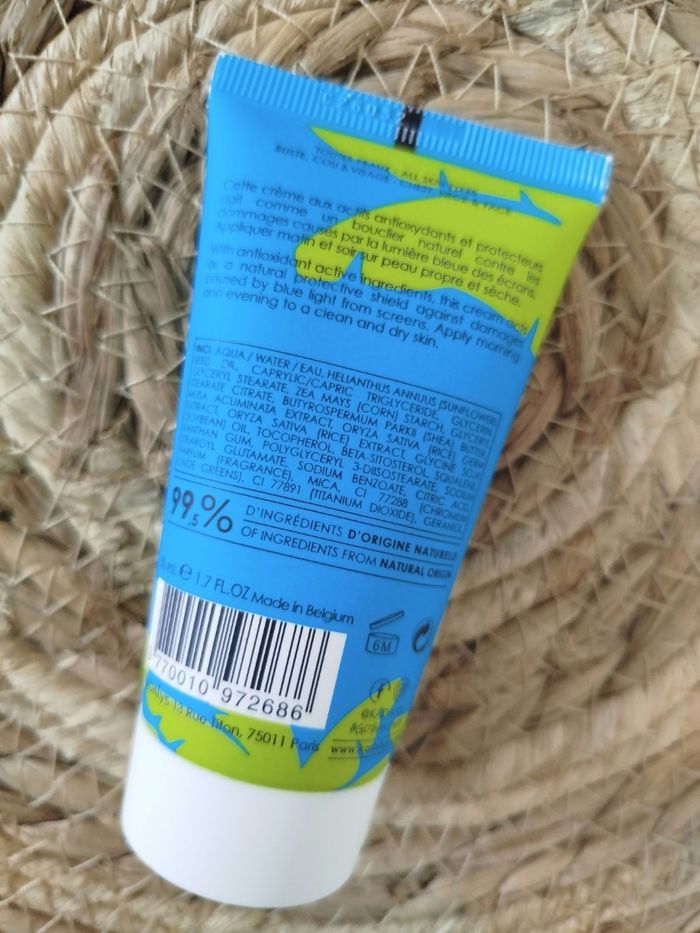 TOUTES PEAUX - ALL SKIN TYPES
BUSTE, COU & VISAGE - CHEST, NECK & FACE
Cette crème aux actifs antioxydants et protecteurs
agit comme un bouclier naturel contre les
dommages causés par la lumière bleue des écrans.
Appliquer matin et soir sur peau propre et sèche.
With antioxidant active ingredients, this cream acts
as a natural protective shield against damages
caused by blue light from screens. Apply morning
and evening to a clean and dry skin.
INCI: AQUA / WATER / EAU, HELIANTHUS ANNUUS (SUNFLOWER)
SEED OIL, CAPRYLIC/CAPRIC TRIGLYCERIDE, GLYCERIN,
GLYCERYL STEARATE, ZEA MAYS (CORN) STARCH, GLYCERYL
STEARATE CITRATE, BUTYROSPERMUM PARKII (SHEA) BUTTER,
MUSA ACUMINATA EXTRACT, ORYZA SATIVA (RICE) GERM
EXTRACT, ORYZA SATIVA (RICE) EXTRACT, GLYCINE SOJA
(SOYBEAN) OIL, TOCOPHEROL, BETA-SITOSTEROL, SQUALENE,
XANTHAN GUM, POLYGLYCERYL 3-DIISOSTEARATE, SODIUM
STEAROYL GLUTAMATE, SODIUM BENZOATE, CITRIC ACID,
PARFUM (FRAGRANCE), MICA, CI 77288 (CHROMIUM
OXIDE GREENS), CI 77891 (TITANIUM DIOXIDE), GERANIOL
99,5% D'INGRÉDIENTS D'ORIGINE NATURELLE
OF INGREDIENTS FROM NATURAL ORIGIN
mL e 1.7 FL.OZ Made in Belgium
6M
770010 972686
13 Rue Titon, 75011 Paris
www.